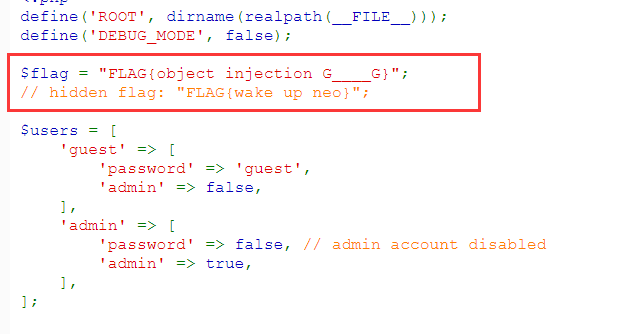 define('ROOT', dirname(realpath(__FILE__)));
define('DEBUG_MODE', false);
$flag = "FLAG{object injection G____G}";
// hidden flag: "FLAG{wake up neo}";
$users = [
'guest' => [
'password' => 'guest',
'admin' => false,
],
'admin' => [
'password' => false, // admin account disabled
'admin' => true,
],
];